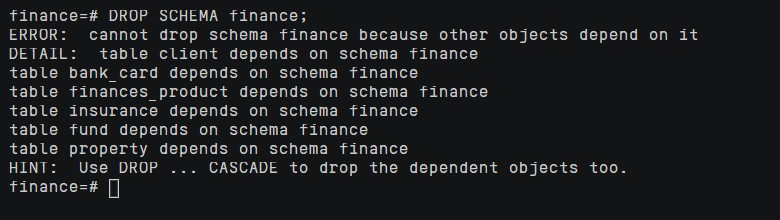 finance=# DROP SCHEMA finance;
ERROR:  cannot drop schema finance because other objects depend on it
DETAIL:  table client depends on schema finance
table bank_card depends on schema finance
table finances_product depends on schema finance
table insurance depends on schema finance
table fund depends on schema finance
table property depends on schema finance
HINT:  Use DROP ... CASCADE to drop the dependent objects too.
finance=#